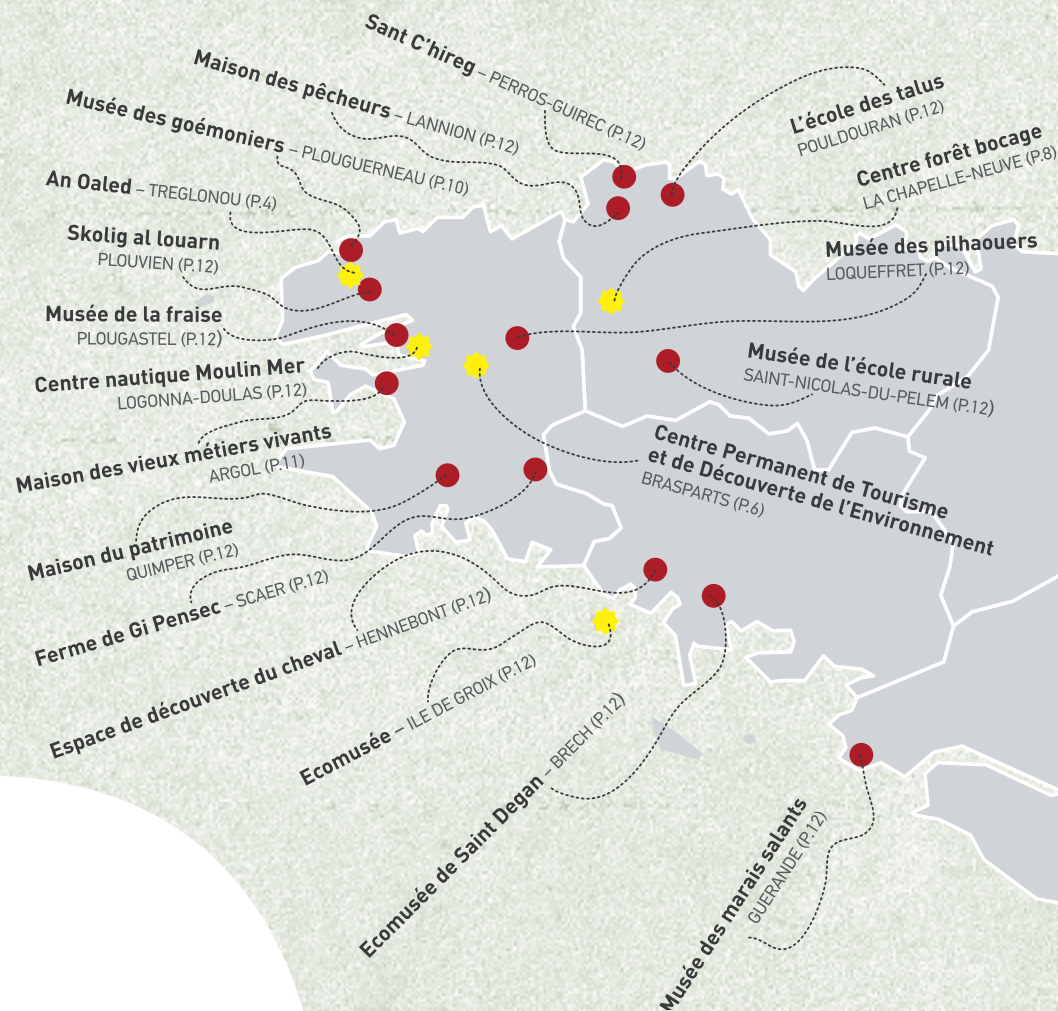 Sant C’hireg – PERROS-GUIREC (P.12)
Maison des pêcheurs – LANNION (P.12)
Musée des goémoniers – PLOUGUERNEAU (P.10)
An Oaled – TREGLONOU (P.4)
Skolig al louarn
PLOUVIEN (P.12)
Musée de la fraise
PLOUGASTEL (P.12)
Centre nautique Moulin Mer
LOGONNA-DOULAS (P.12)
Maison des vieux métiers vivants
ARGOL (P.11)
Maison du patrimoine
QUIMPER (P.12)
Ferme de Gi Pensec – SCAER (P.12)
Espace de découverte du cheval – HENNEBONT (P.12)
Ecomusée – ILE DE GROIX (P.12)
Ecomusée de Saint Degan – BRECH (P.12)
Musée des marais salants
GUERANDE (P.12)
L’école des talus
POULDOURAN (P.12)
Centre forêt bocage
LA CHAPELLE-NEUVE (P.8)
Musée des pilhaouers
LOQUEFFRET (P.12)
Musée de l’école rurale
SAINT-NICOLAS-DU-PELEM (P.12)
Centre Permanent de Tourisme
et de Découverte de l’Environnement
BRASPARTS (P.6)